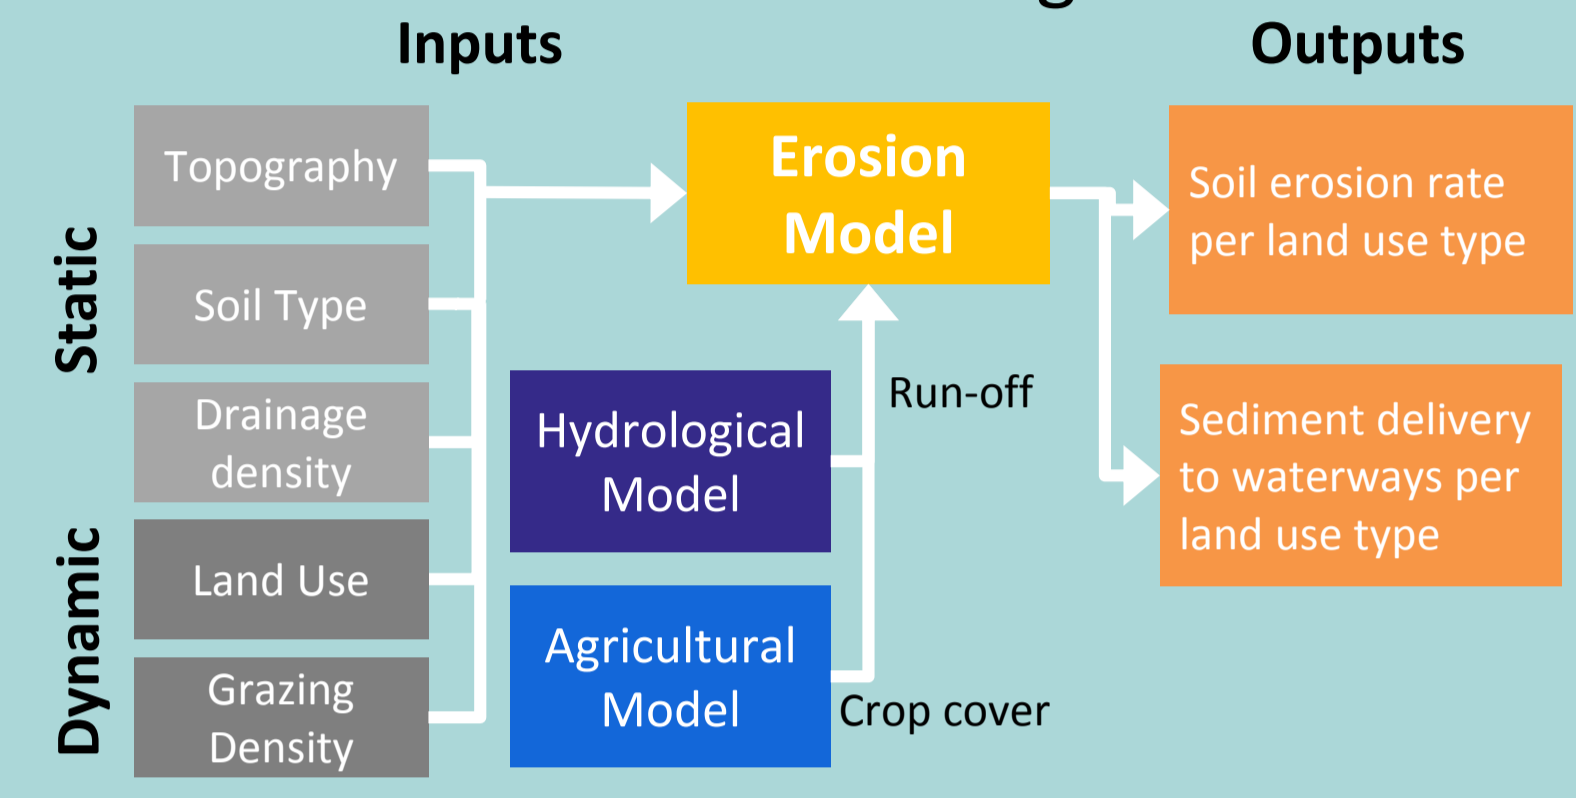 Inputs
Outputs
Static
Topography
Soil Type
Drainage
density
Dynamic
Land Use
Grazing
Density
Erosion
Model
Hydrological
Model
Run-off
Agricultural
Model
Crop cover
Soil erosion rate
per land use type
Sediment delivery
to waterways per
land use type